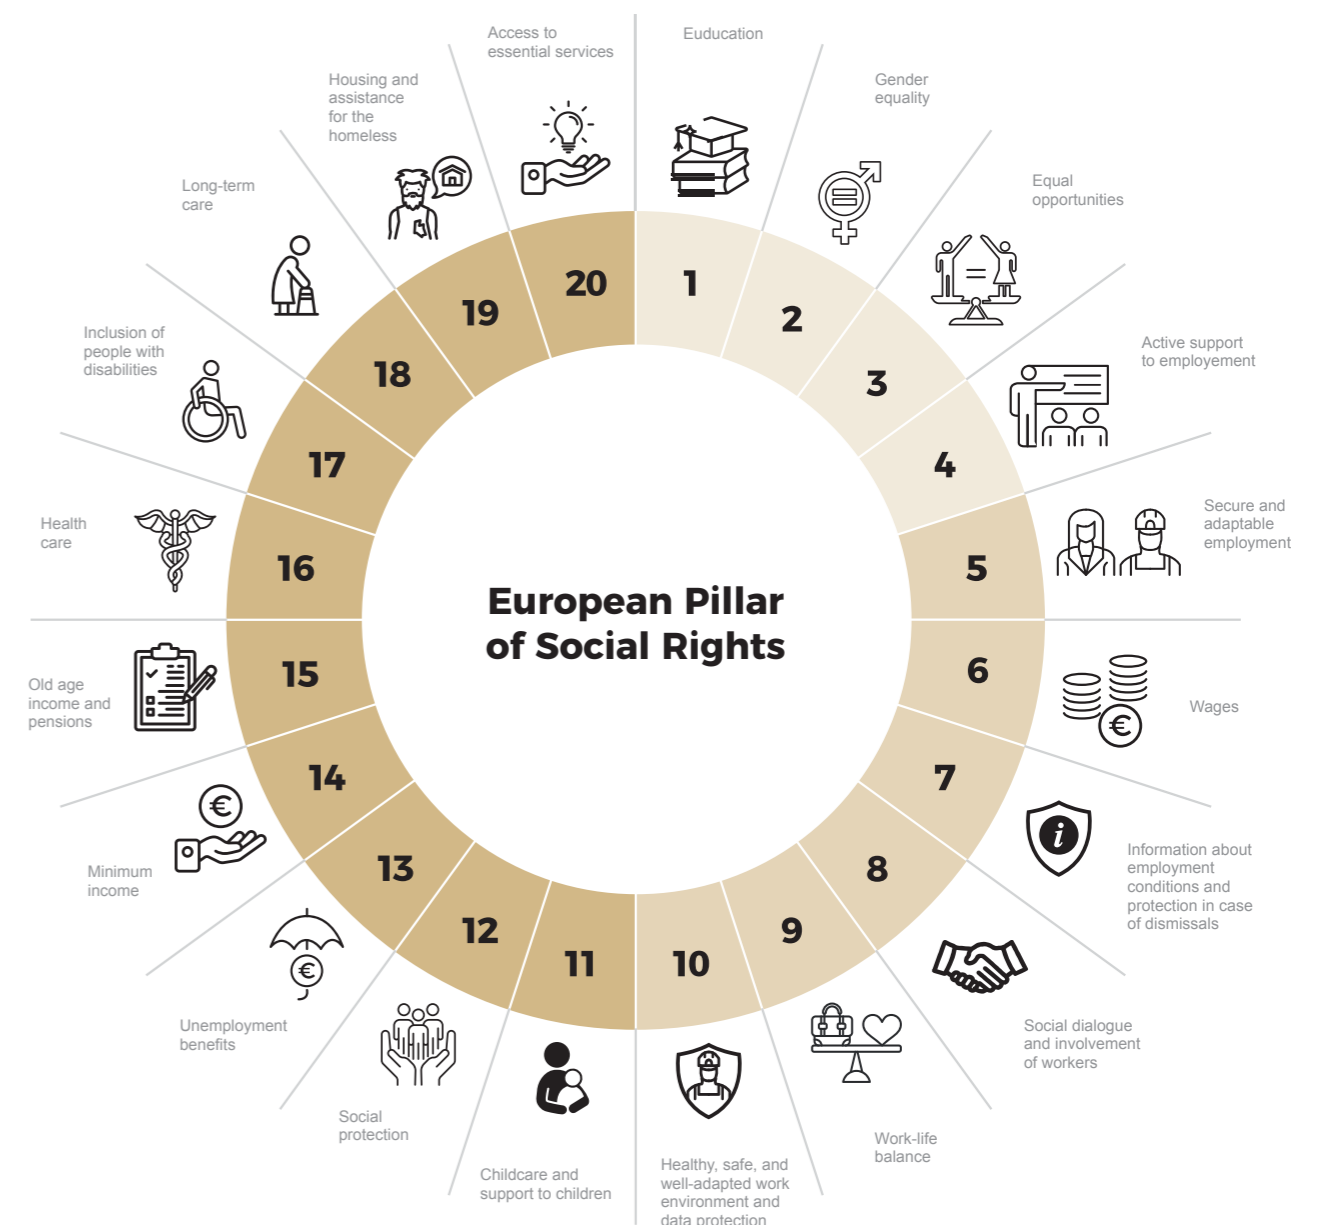 European Pillar
of Social Rights
1
Euducation
2
Gender
equality
3
Equal
opportunities
4
Active support
to employement
5
Secure and
adaptable
employment
6
Wages
€
7
i
Information about
employment
conditions and
protection in case
of dismissals
8
Social dialogue
and involvement
of workers
9
Work-life
balance
10
Healthy, safe, and
well-adapted work
environment and
data protection
11
Childcare and
support to children
12
Social
protection
13
€
Unemployment
benefits
14
€
Minimum
income
15
Old age
income and
pensions
16
Health
care
17
Inclusion of
people with
disabilities
18
Long-term
care
19
Housing and
assistance
for the
homeless
20
Access to
essential services